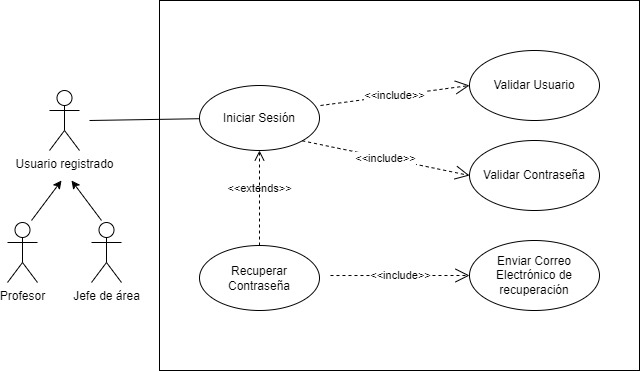 Validar Usuario
<<include>>
Iniciar Sesión
Usuario registrado
<<include>>
Validar Contraseña
<<extends>>
Profesor
Jefe de área
Recuperar
Contraseña
<<include>>
Enviar Correo
Electrónico de
recuperación